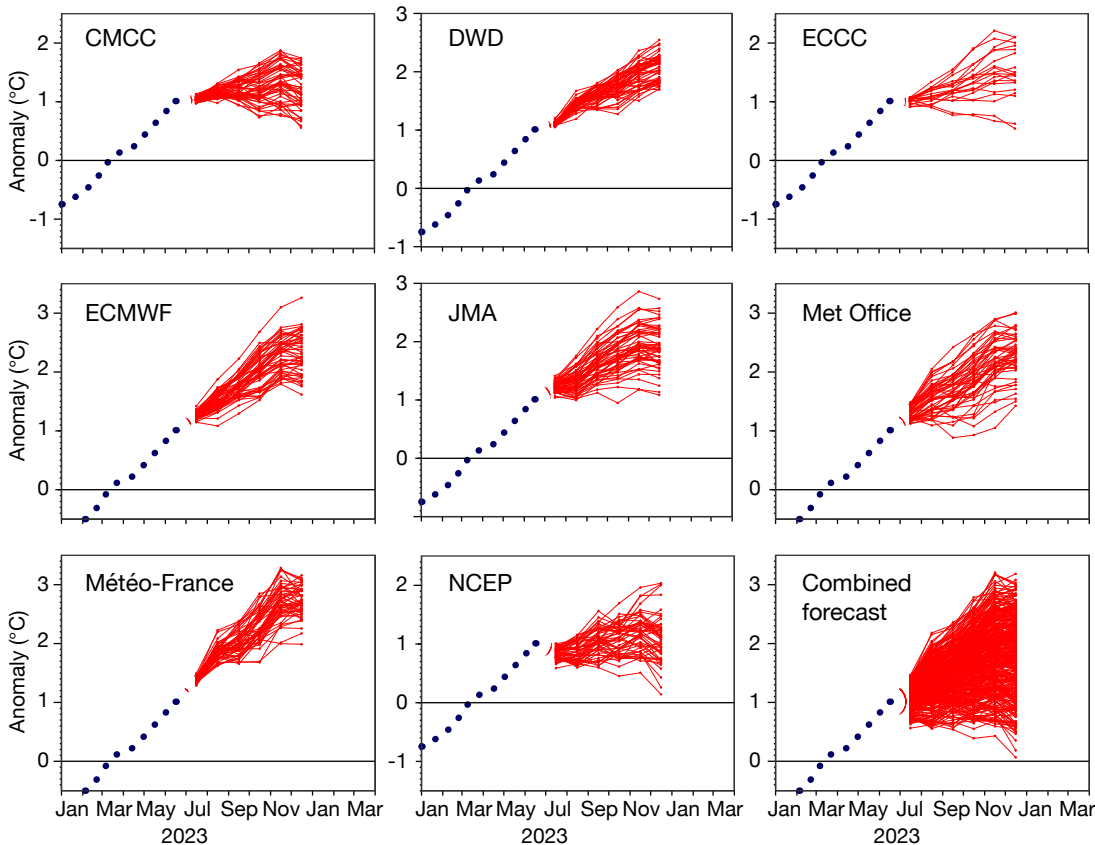 CMCC
DWD
ECCC
Anomaly (°C)
2
1
0
-1
3
2
1
0
-1
2
1
0
-1
ECMWF
JMA
Met Office
Anomaly (°C)
3
2
1
0
3
2
1
0
3
2
1
0
Météo-France
NCEP
Combined
forecast
Anomaly (°C)
3
2
1
0
2
1
0
-1
3
2
1
0
Jan Mar May Jul Sep Nov Jan Mar
2023
Jan Mar May Jul Sep Nov Jan Mar
2023
Jan Mar May Jul Sep Nov Jan Mar
2023